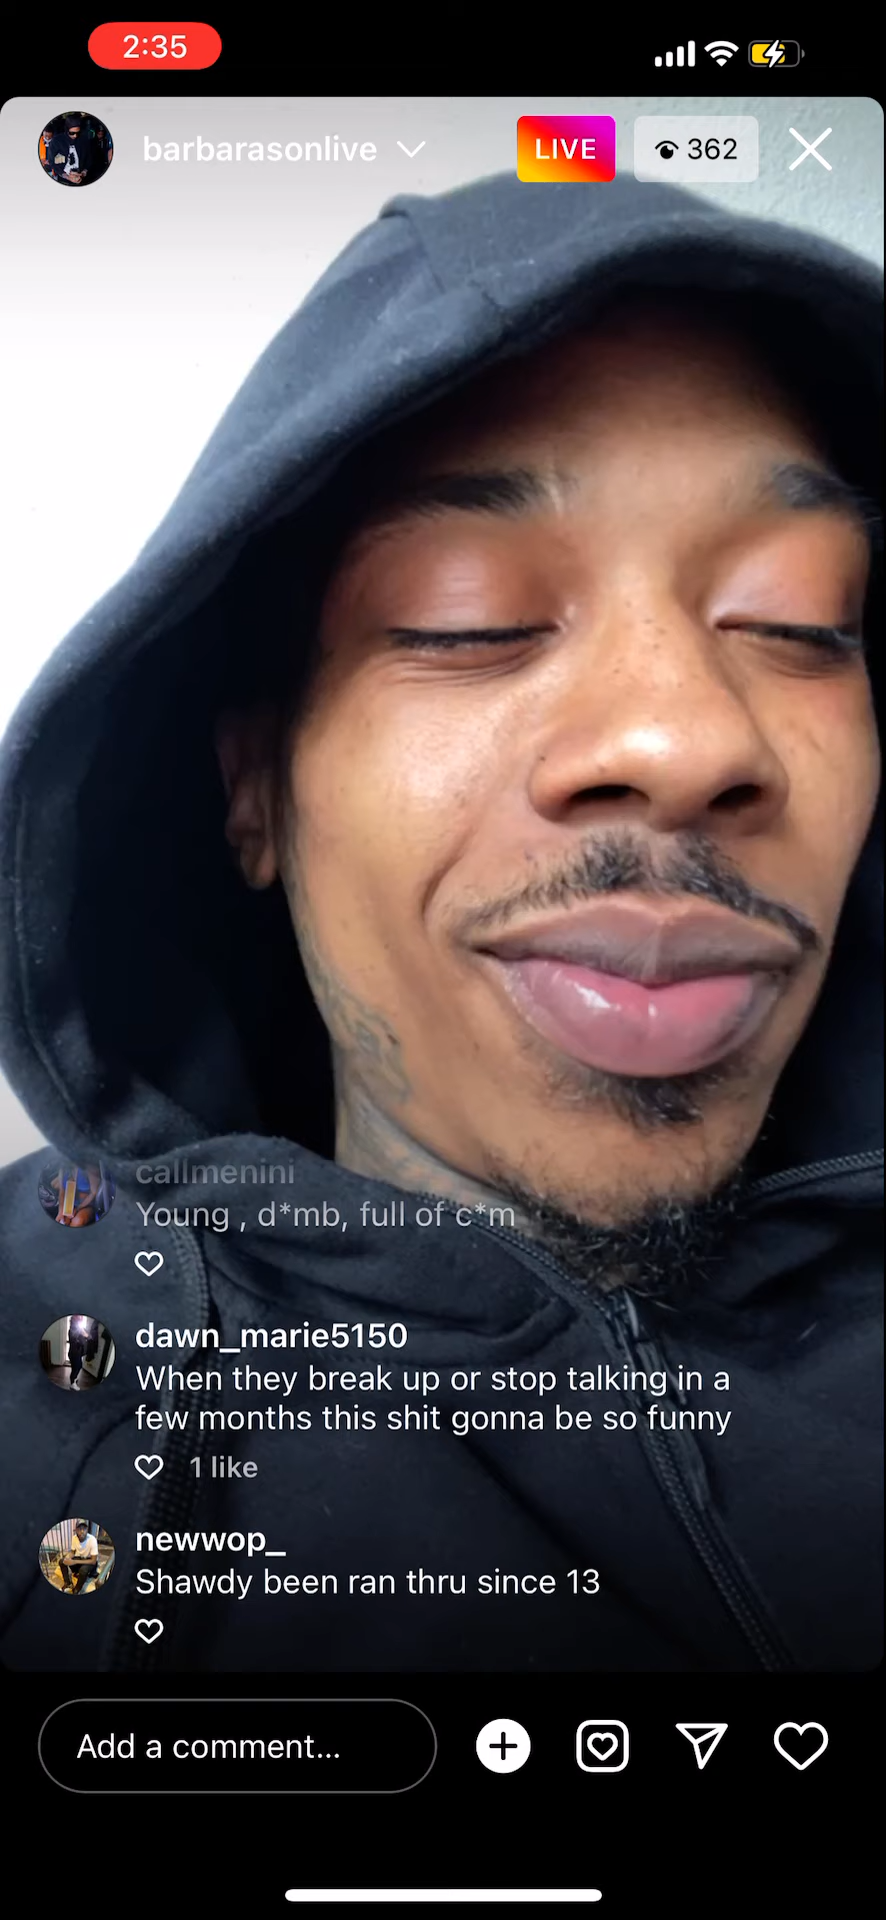 2:35
barbarasonlive
LIVE
362
callmenini
Young , d*mb, full of c*m
dawn_marie5150
When they break up or stop talking in a
few months this shit gonna be so funny
1 like
newwop_
Shawdy been ran thru since 13
Add a comment...